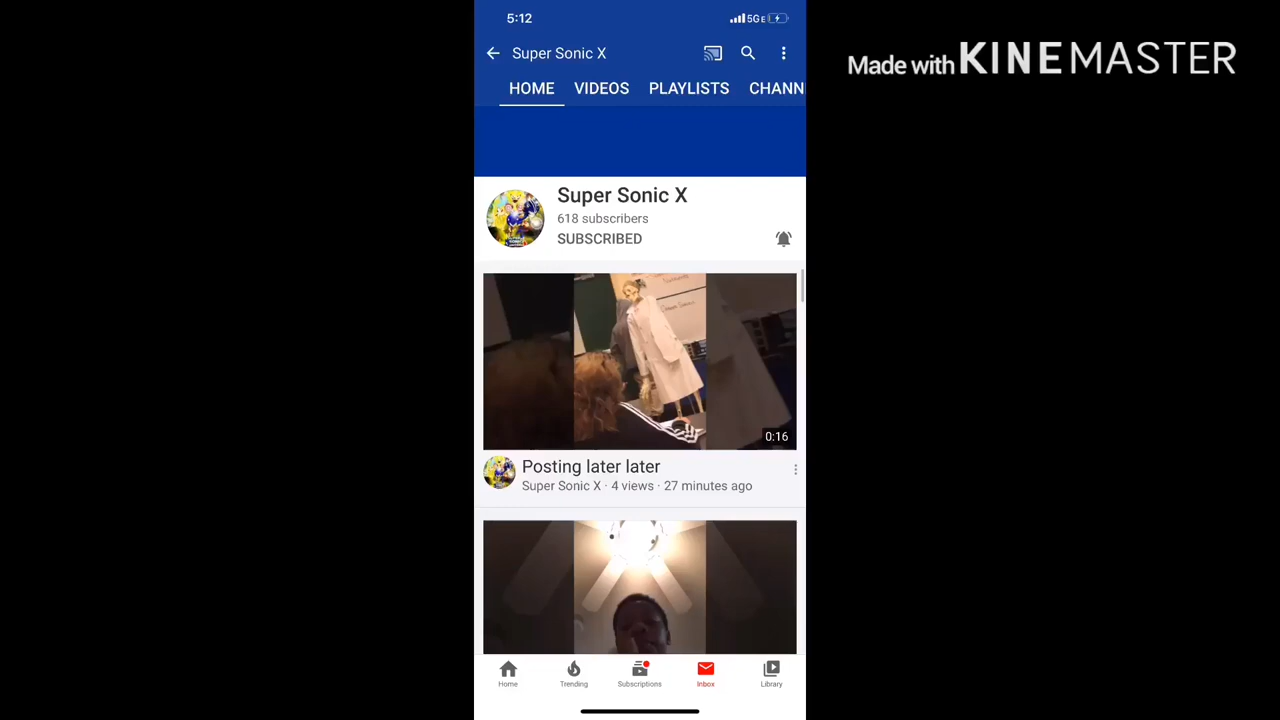 5:12
5GE
Made with KINEMASTER
Super Sonic X
HOME VIDEOS PLAYLISTS CHANN
Super Sonic X
618 subscribers
SUBSCRIBED
0:16
Posting later later
Super Sonic X · 4 views · 27 minutes ago
Home Trending Subscriptions Inbox Library